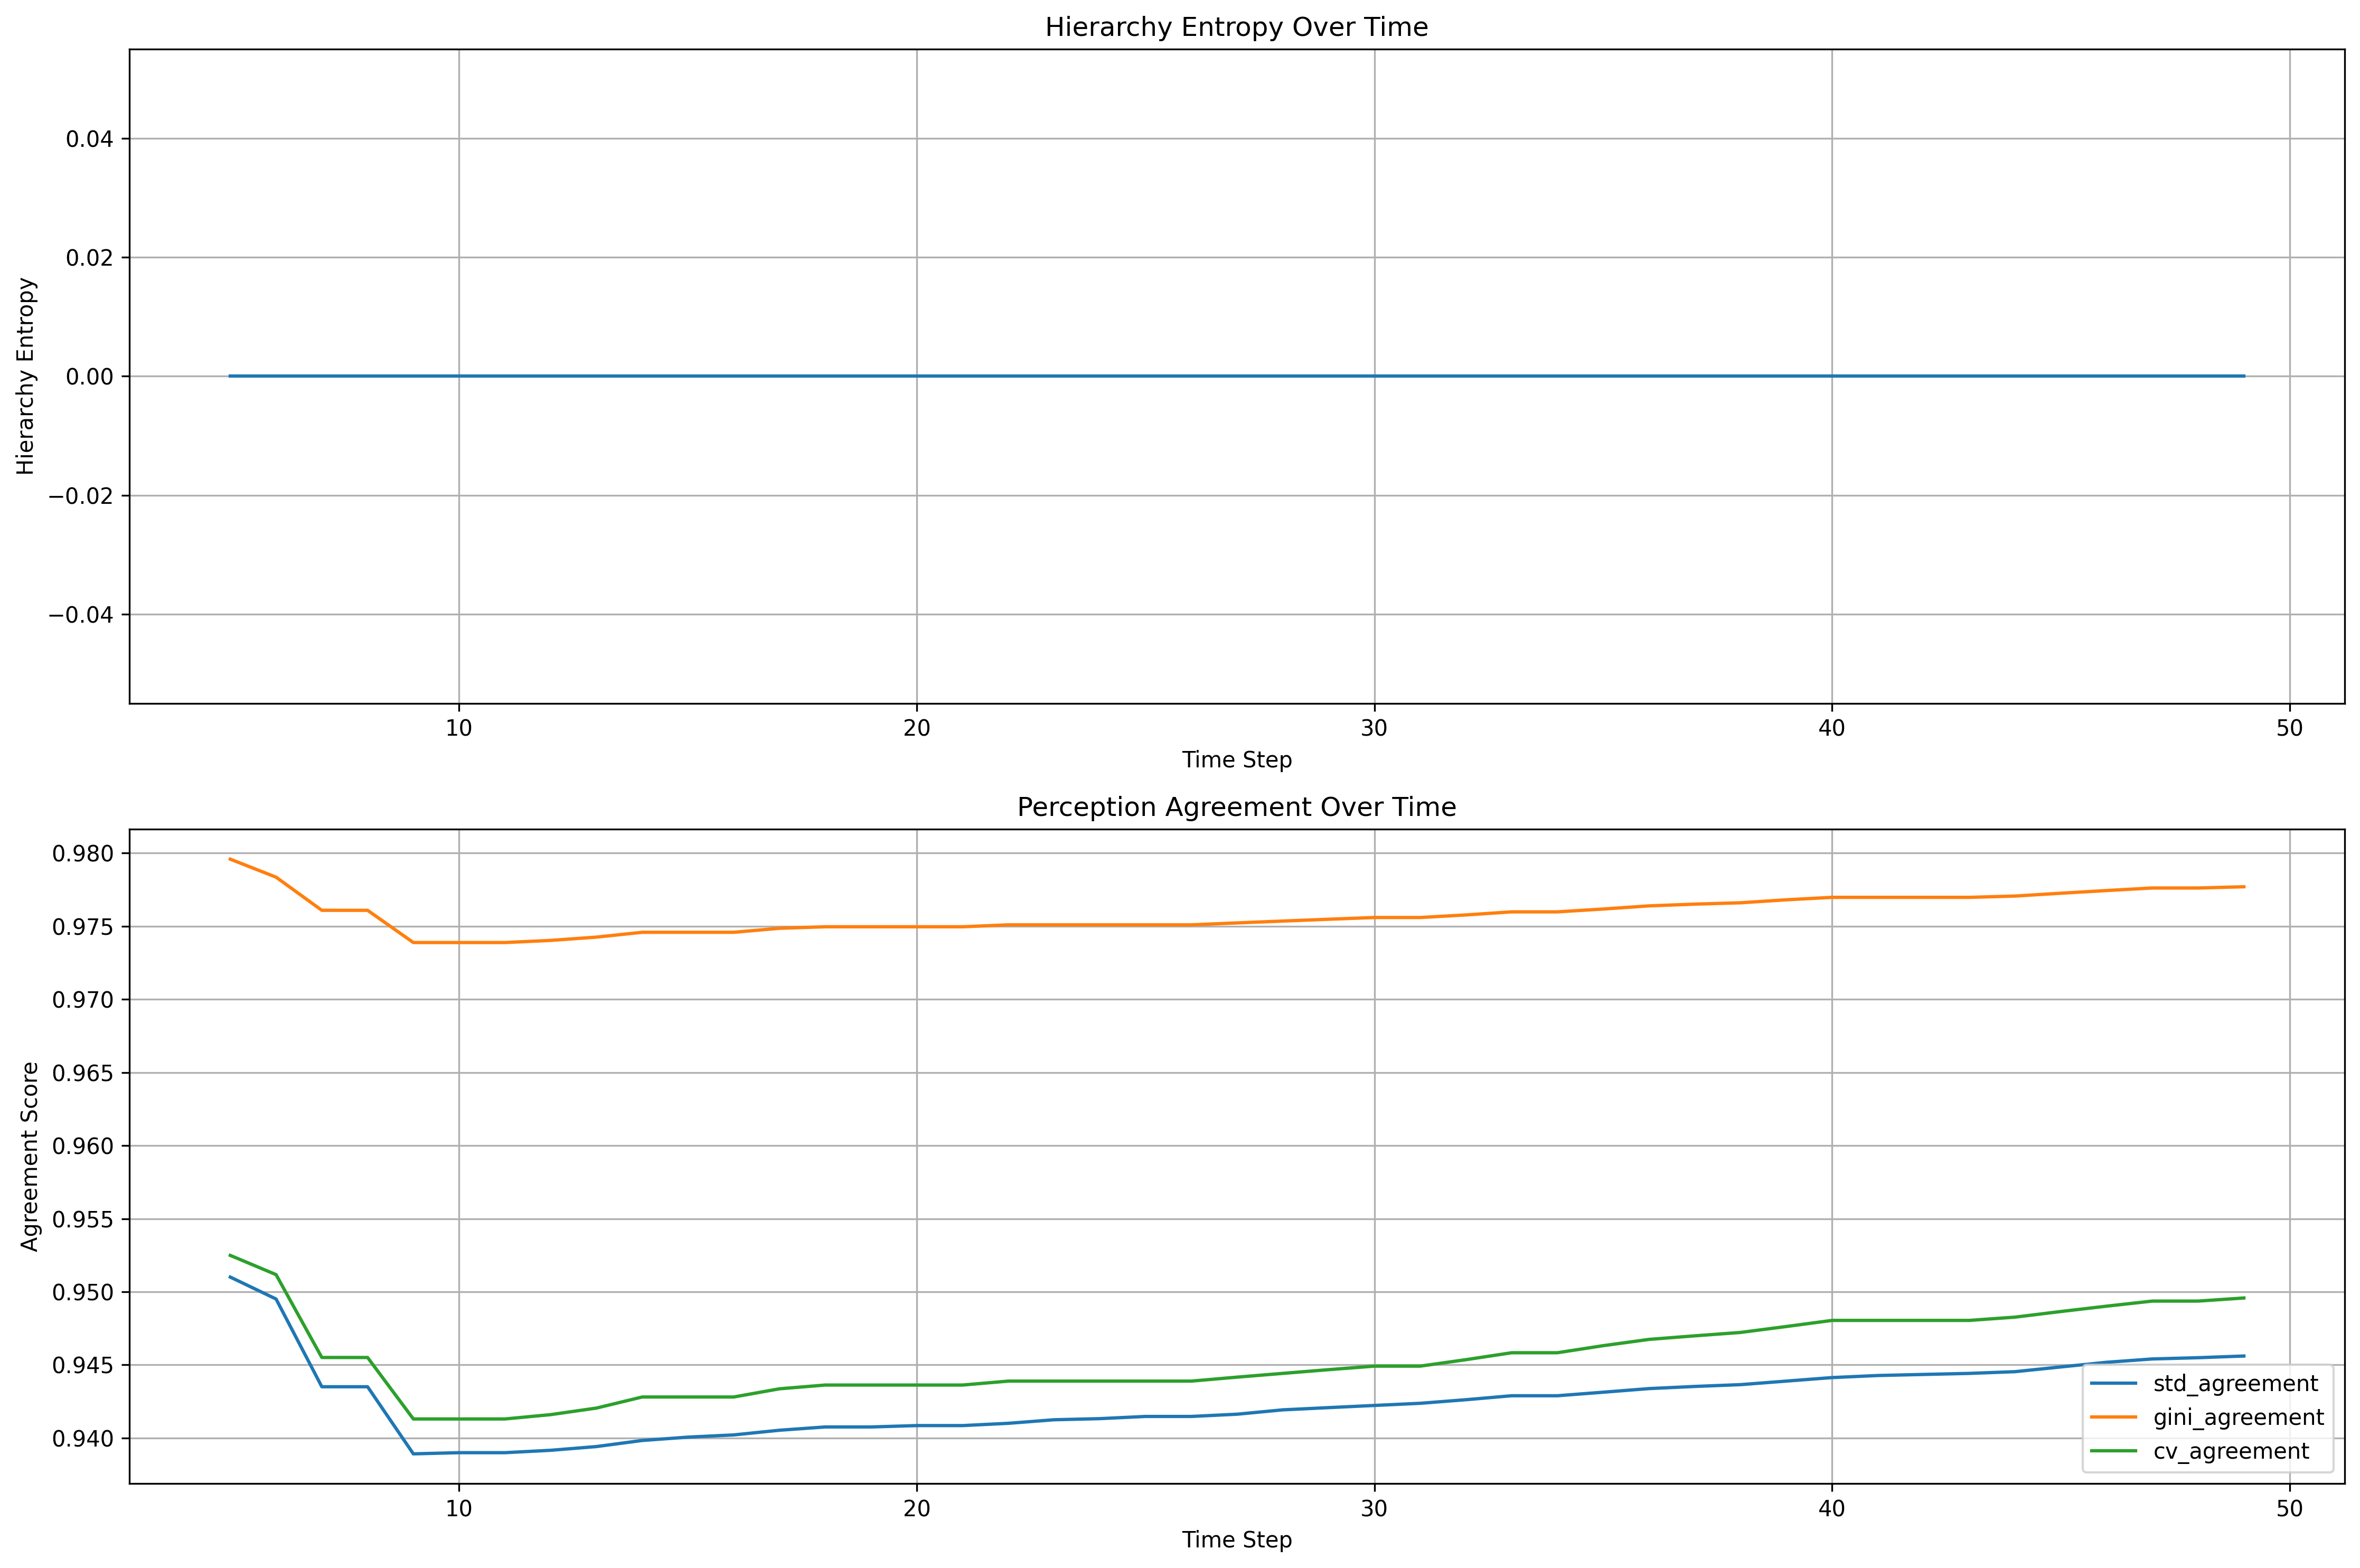 Hierarchy Entropy Over Time
Hierarchy Entropy
0.04
0.02
0.00
−0.02
−0.04
10 20 30 40 50
Time Step
Perception Agreement Over Time
Agreement Score
0.980
0.975
0.970
0.965
0.960
0.955
0.950
0.945
0.940
std_agreement
gini_agreement
cv_agreement
10 20 30 40 50
Time Step